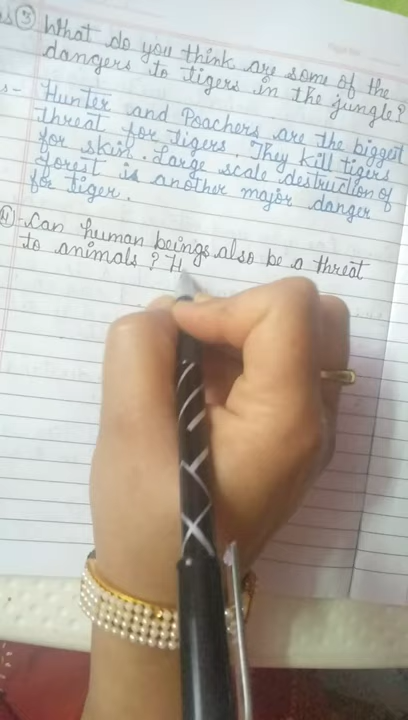 ③ What do you think are some of the
dangers to tigers in the jungle?
Hunter and Poachers are the biggest
threat for tigers. They kill tigers
for skin. Large scale destruction of
forest is another major danger
for tiger.
④ Can human beings also be a threat
to animals? H